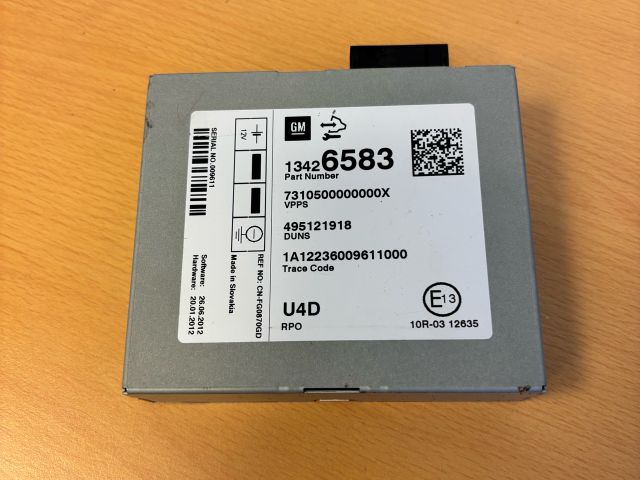 GM
13426583
Part Number
7310500000000X
VPPS
495121918
DUNS
1A12236009611000
Trace Code
U4D
RPO
E13
10R-03 12635
12V
SERIAL NO.009611
REF NO: CN-FG0870GD
Made in Slovakia
Software: 26.06.2012
Hardware: 20.01.2012